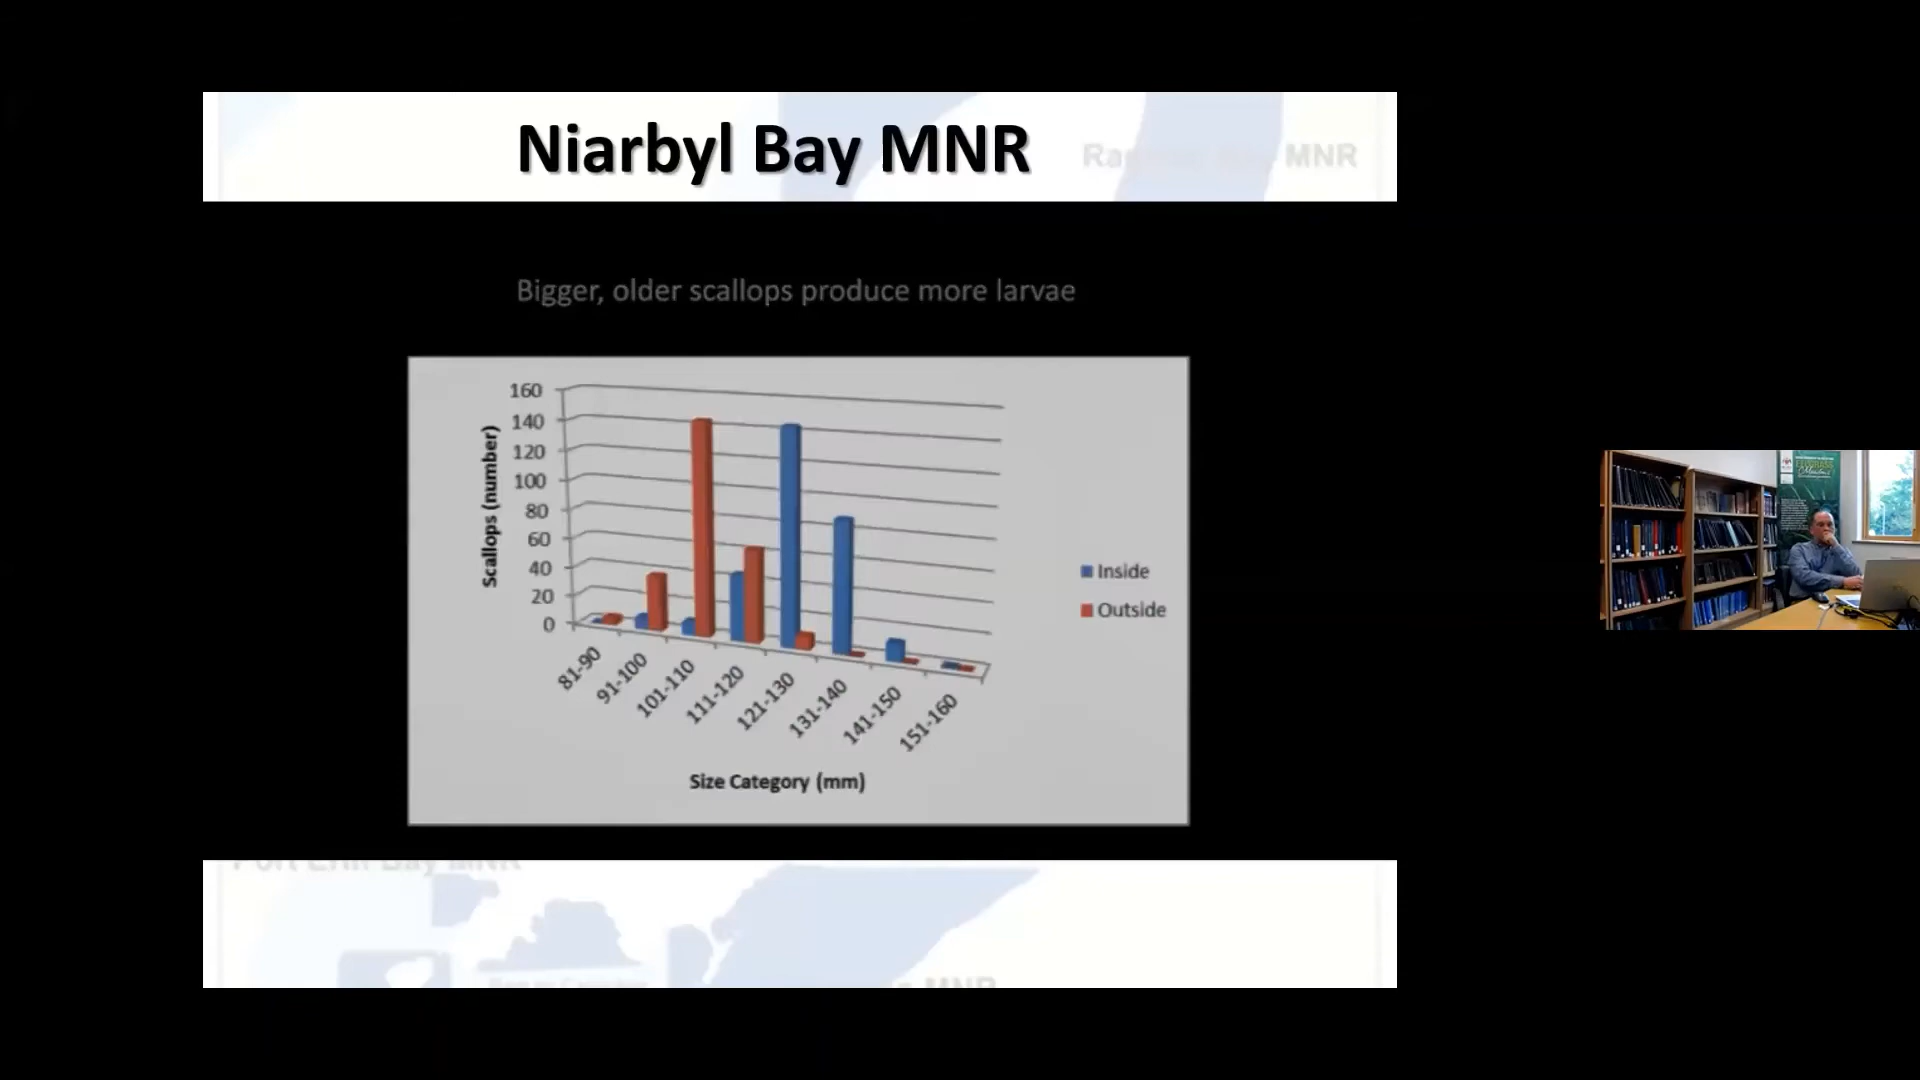 Niarbyl Bay MNR
MNR
Bigger, older scallops produce more larvae
160
140
120
100
80
60
40
20
0
Scallops (number)
81-90
91-100
101-110
111-120
121-130
131-140
141-150
151-160
Size Category (mm)
Inside
Outside
Port Erin Bay MNR
MNR